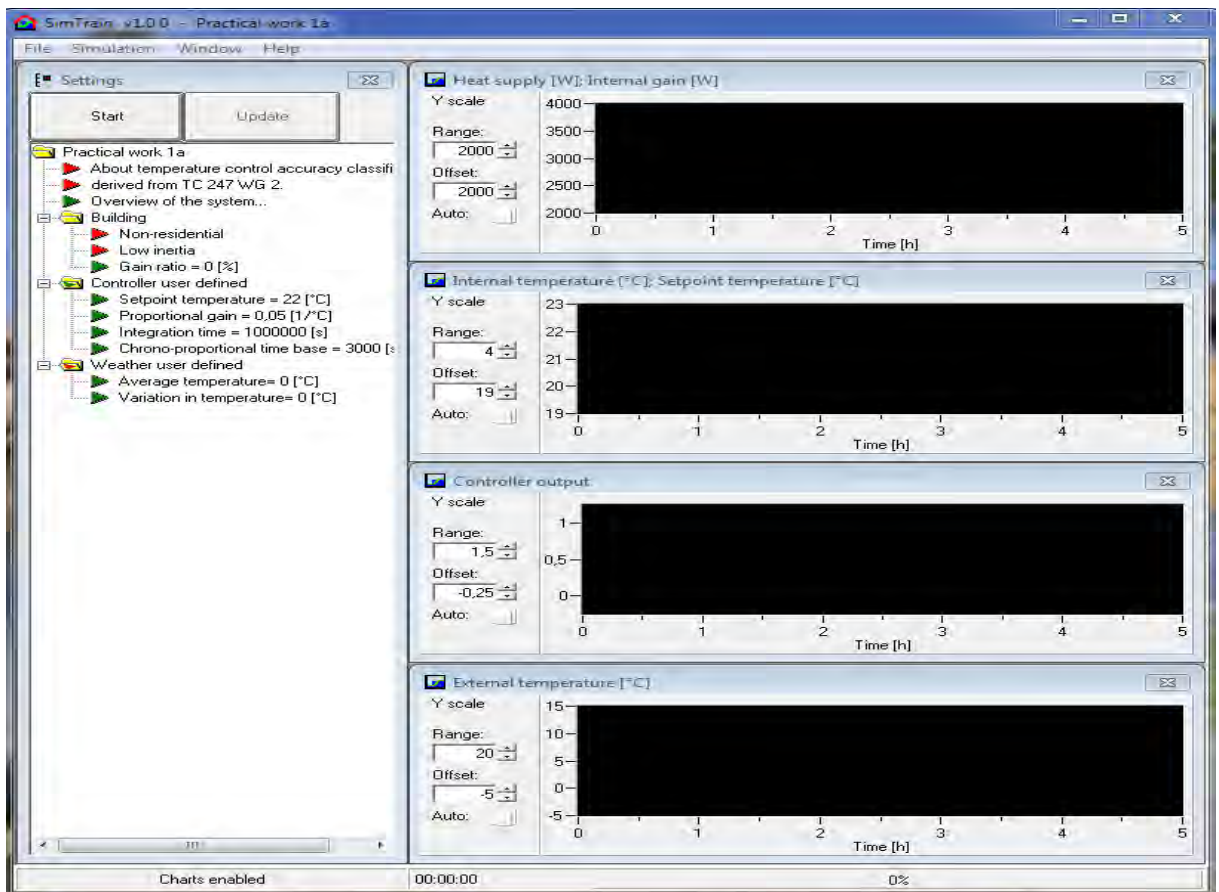 SimTrain v1.0.0 - Practical work 1a
File Simulation Window Help
Settings
Start Update
Practical work 1a
About temperature control accuracy classifi
derived from TC 247 WG 2.
Overview of the system...
Building
Non-residential
Low inertia
Gain ratio = 0 [%]
Controller user defined
Setpoint temperature = 22 [°C]
Proportional gain = 0,05 [1/°C]
Integration time = 1000000 [s]
Chrono-proportional time base = 3000 [s
Weather user defined
Average temperature= 0 [°C]
Variation in temperature= 0 [°C]
Heat supply [W]; Internal gain [W]
Y scale
Range:
2000
Offset:
2000
Auto:
4000
3500
3000
2500
2000
0 1 2 3 4 5
Time [h]
Internal temperature [°C]; Setpoint temperature [°C]
Y scale
Range:
4
Offset:
19
Auto:
23
22
21
20
19
0 1 2 3 4 5
Time [h]
Controller output
Y scale
Range:
1,5
Offset:
-0,25
Auto:
1
0,5
0
0 1 2 3 4 5
Time [h]
External temperature [°C]
Y scale
Range:
20
Offset:
-5
Auto:
15
10
5
0
-5
0 1 2 3 4 5
Time [h]
Charts enabled 00:00:00 0%